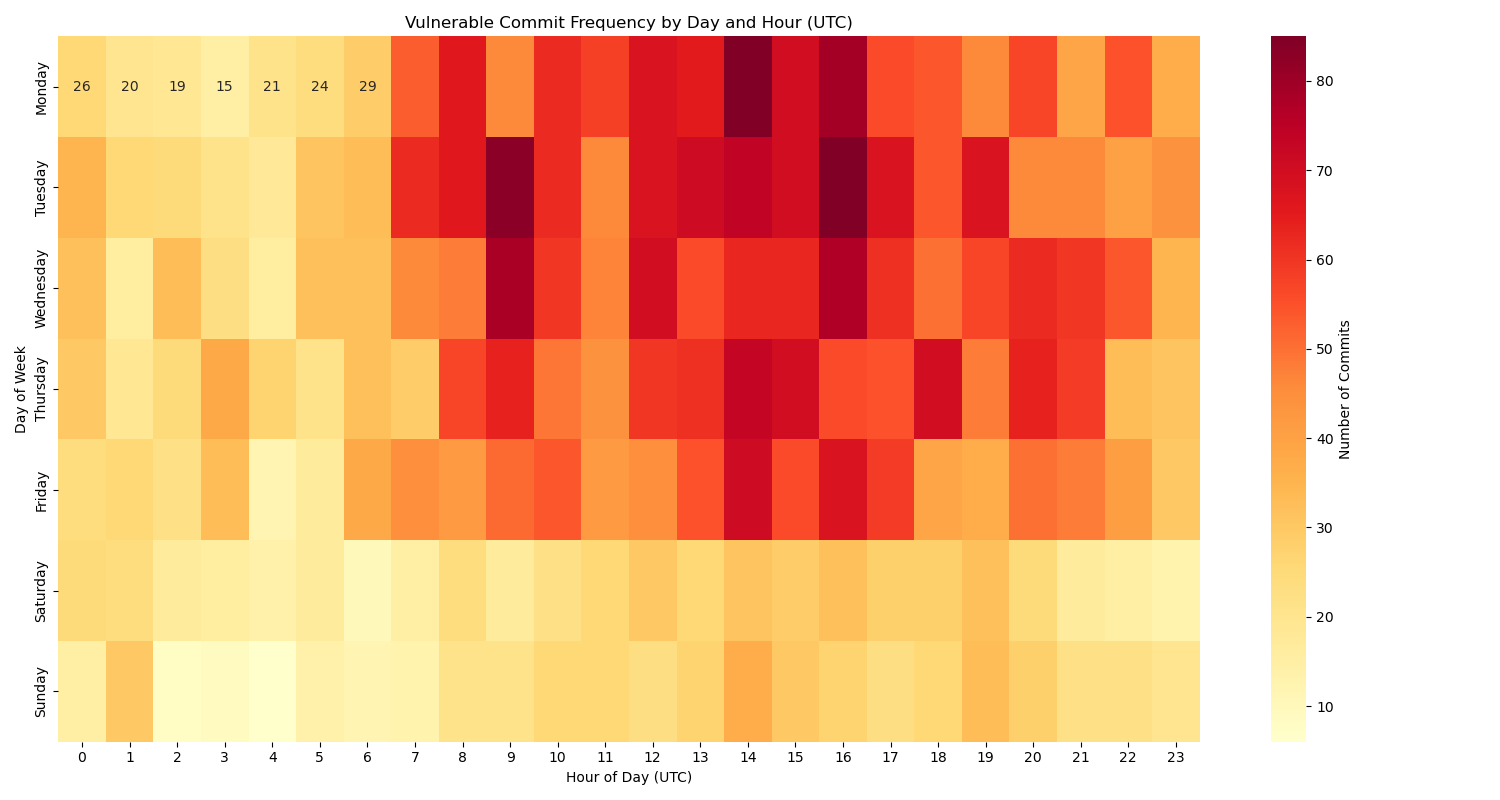 Vulnerable Commit Frequency by Day and Hour (UTC)
Day of Week
Monday
26 20 19 15 21 24 29
Tuesday
Wednesday
Thursday
Friday
Saturday
Sunday
0 1 2 3 4 5 6 7 8 9 10 11 12 13 14 15 16 17 18 19 20 21 22 23
Hour of Day (UTC)
80
70
60
50
40
30
20
10
Number of Commits